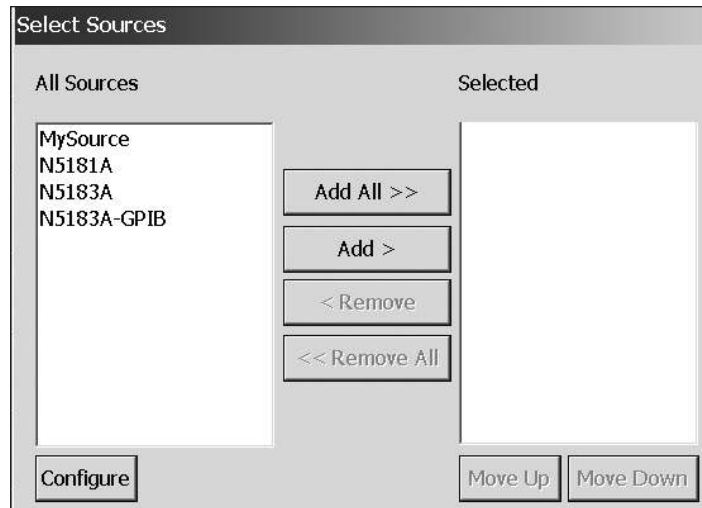 Select Sources
All Sources
Selected
MySource
N5181A
N5183A
N5183A-GPIB
Add All >>
Add >
< Remove
<< Remove All
Configure
Move Up
Move Down